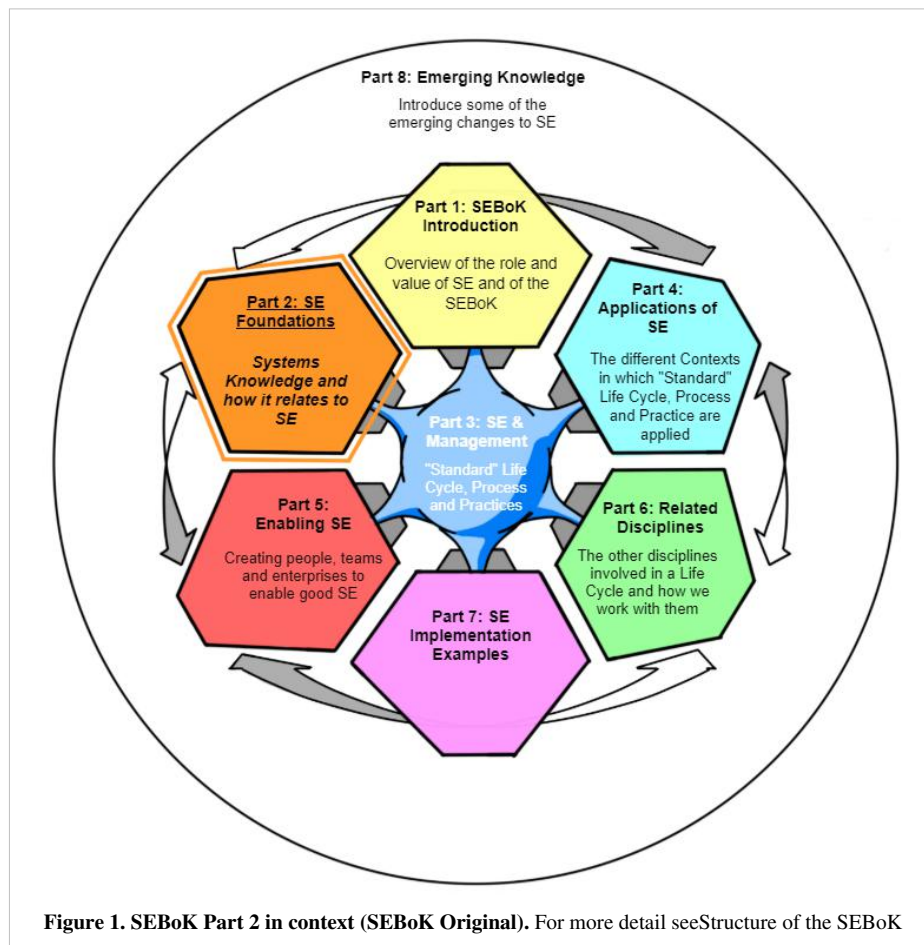 Part 8: Emerging Knowledge
Introduce some of the
emerging changes to SE
Part 1: SEBoK
Introduction
Overview of the role and
value of SE and of the
SEBoK
Part 2: SE
Foundations
Systems
Knowledge and
how it relates to
SE
Part 4:
Applications of
SE
The different Contexts
in which "Standard"
Life Cycle, Process
and Practice are
applied
Part 3: SE &
Management
"Standard" Life
Cycle, Process
and Practices
Part 5:
Enabling SE
Creating people, teams
and enterprises to
enable good SE
Part 6: Related
Disciplines
The other disciplines
involved in a Life
Cycle and how we
work with them
Part 7: SE
Implementation
Examples
Figure 1. SEBoK Part 2 in context (SEBoK Original). For more detail seeStructure of the SEBoK